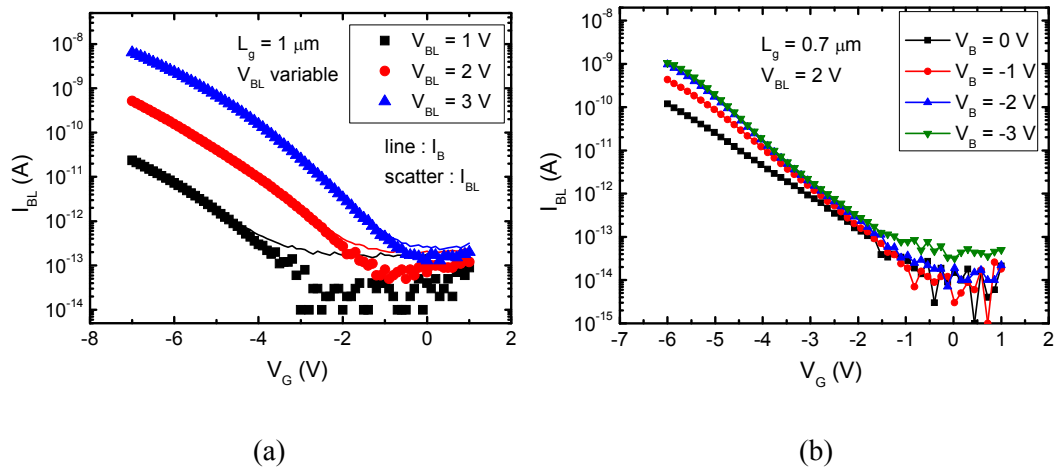 L_g = 1 μm
V_BL variable
V_BL = 1 V
V_BL = 2 V
V_BL = 3 V
line : I_B
scatter : I_BL
I_BL (A)
10^-8
10^-9
10^-10
10^-11
10^-12
10^-13
10^-14
-8 -6 -4 -2 0 2
V_G (V)
(a)
L_g = 0.7 μm
V_BL = 2 V
V_B = 0 V
V_B = -1 V
V_B = -2 V
V_B = -3 V
I_BL (A)
10^-8
10^-9
10^-10
10^-11
10^-12
10^-13
10^-14
10^-15
-7 -6 -5 -4 -3 -2 -1 0 1 2
V_G (V)
(b)